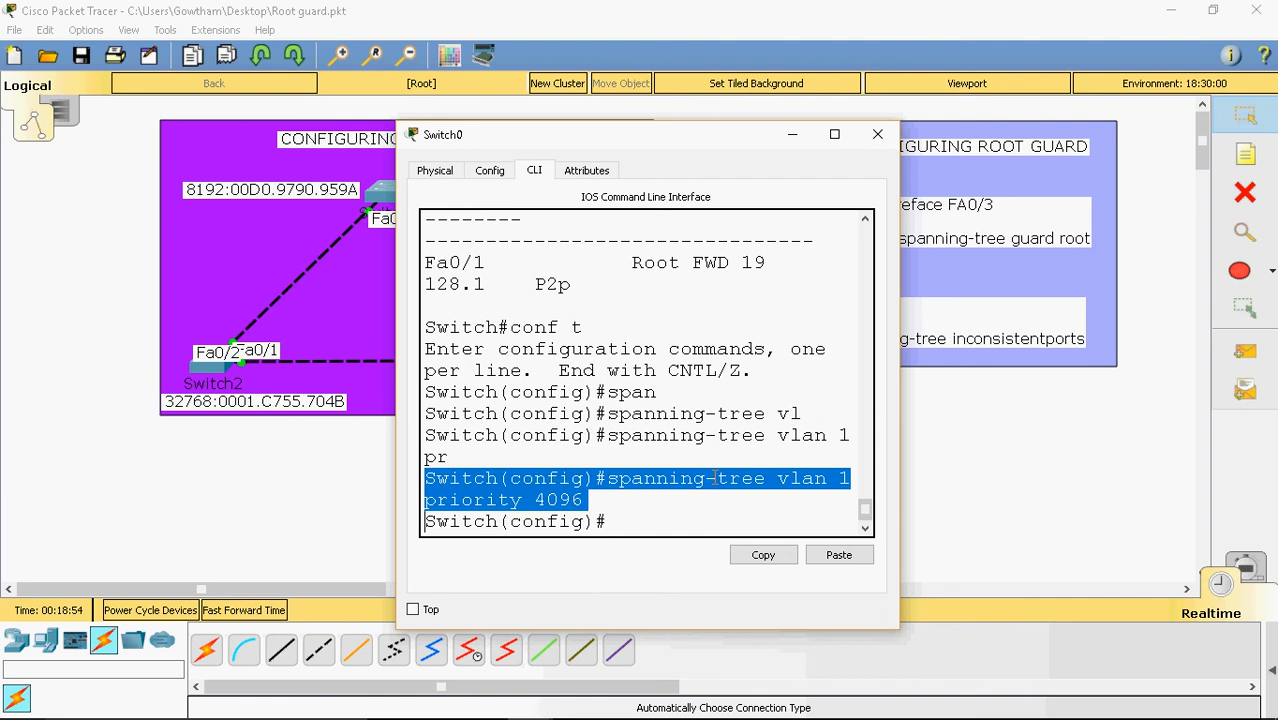 Cisco Packet Tracer - C:\Users\Gowtham\Desktop\Root guard.pkt
File Edit Options View Tools Extensions Help
Logical
Back
[Root]
New Cluster
Move Object
Set Tiled Background
Viewport
Environment: 18:30:00
CONFIGURING
8192:00D0.9790.959A
Fa0/2
Fa0/1
Switch2
32768:0001.C755.704B
Switch0
Physical Config CLI Attributes
IOS Command Line Interface
--------
--------------------------------
Fa0/1 Root FWD 19
128.1 P2p
Switch#conf t
Enter configuration commands, one
per line. End with CNTL/Z.
Switch(config)#span
Switch(config)#spanning-tree vl
Switch(config)#spanning-tree vlan 1
pr
Switch(config)#spanning-tree vlan 1
priority 4096
Switch(config)#
Copy
Paste
Top
GURING ROOT GUARD
reface FA0/3
spanning-tree guard root
ng-tree inconsistentports
Time: 00:18:54
Power Cycle Devices
Fast Forward Time
Realtime
Automatically Choose Connection Type